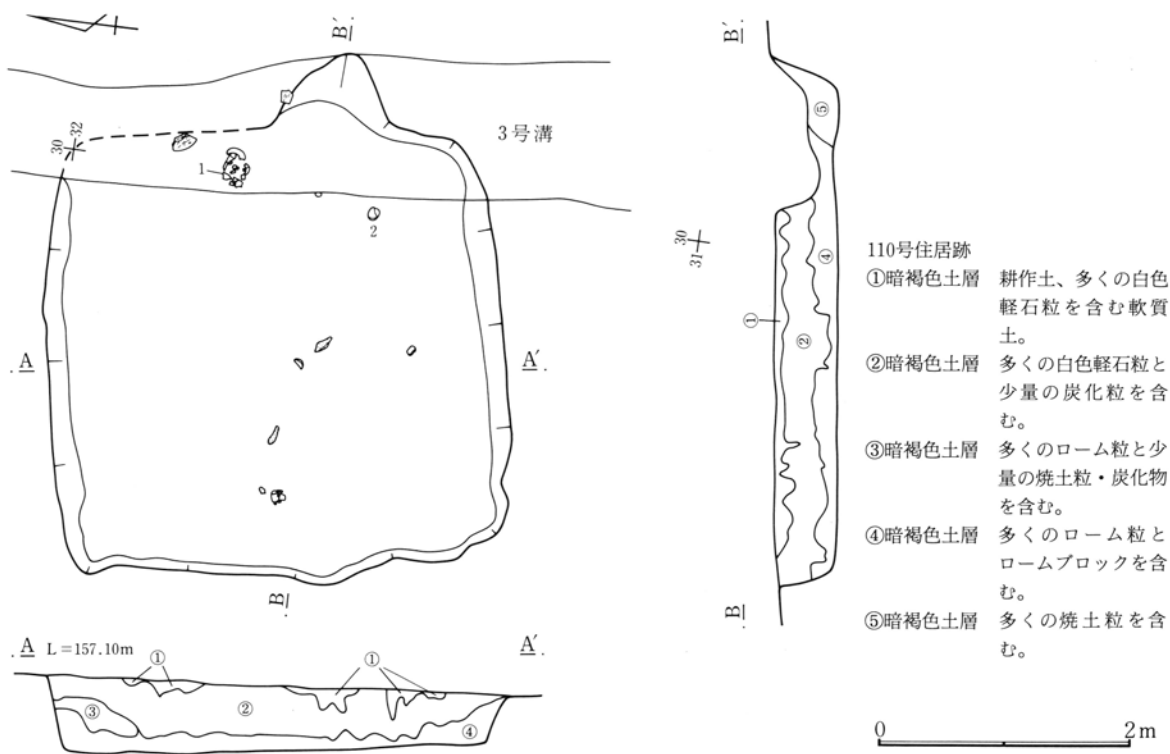 B′
30
32
1
2
3号溝
A
A′
B
A L=157.10m A′
① ①
③ ② ④
B′
⑤
④
①
②
B
30
31
110号住居跡
①暗褐色土層 耕作土、多くの白色
軽石粒を含む軟質
土。
②暗褐色土層 多くの白色軽石粒と
少量の炭化粒を含
む。
③暗褐色土層 多くのローム粒と少
量の焼土粒・炭化物
を含む。
④暗褐色土層 多くのローム粒と
ロームブロックを含
む。
⑤暗褐色土層 多くの焼土粒を含
む。
0 2m